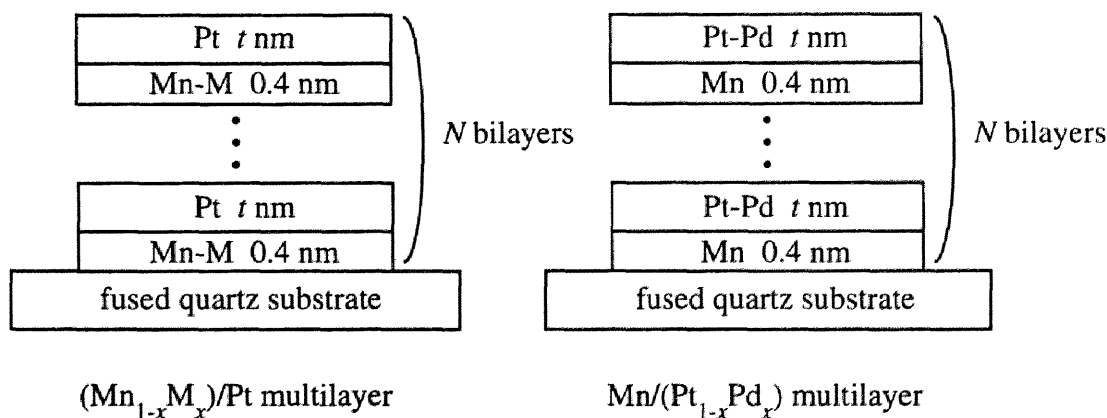 Pt t nm
Mn-M 0.4 nm
N bilayers
Pt t nm
Mn-M 0.4 nm
fused quartz substrate
(Mn1-xMx)/Pt multilayer
Pt-Pd t nm
Mn 0.4 nm
N bilayers
Pt-Pd t nm
Mn 0.4 nm
fused quartz substrate
Mn/(Pt1-xPdx) multilayer